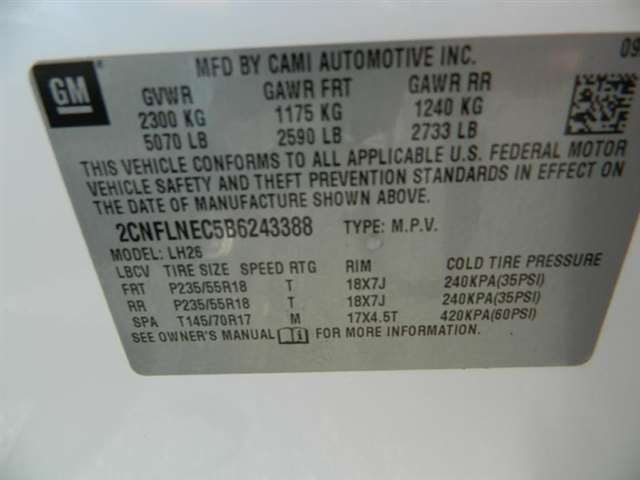 MFD BY CAMI AUTOMOTIVE INC. 09
GM
GVWR GAWR FRT GAWR RR
2300 KG 1175 KG 1240 KG
5070 LB 2590 LB 2733 LB
THIS VEHICLE CONFORMS TO ALL APPLICABLE U.S. FEDERAL MOTOR
VEHICLE SAFETY AND THEFT PREVENTION STANDARDS IN EFFECT ON
THE DATE OF MANUFACTURE SHOWN ABOVE.
2CNFLNEC5B6243388 TYPE: M.P.V.
MODEL: LH26
LBCV TIRE SIZE SPEED RTG RIM COLD TIRE PRESSURE
FRT P235/55R18 T 18X7J 240KPA(35PSI)
RR P235/55R18 T 18X7J 240KPA(35PSI)
SPA T145/70R17 M 17X4.5T 420KPA(60PSI)
SEE OWNER'S MANUAL FOR MORE INFORMATION.